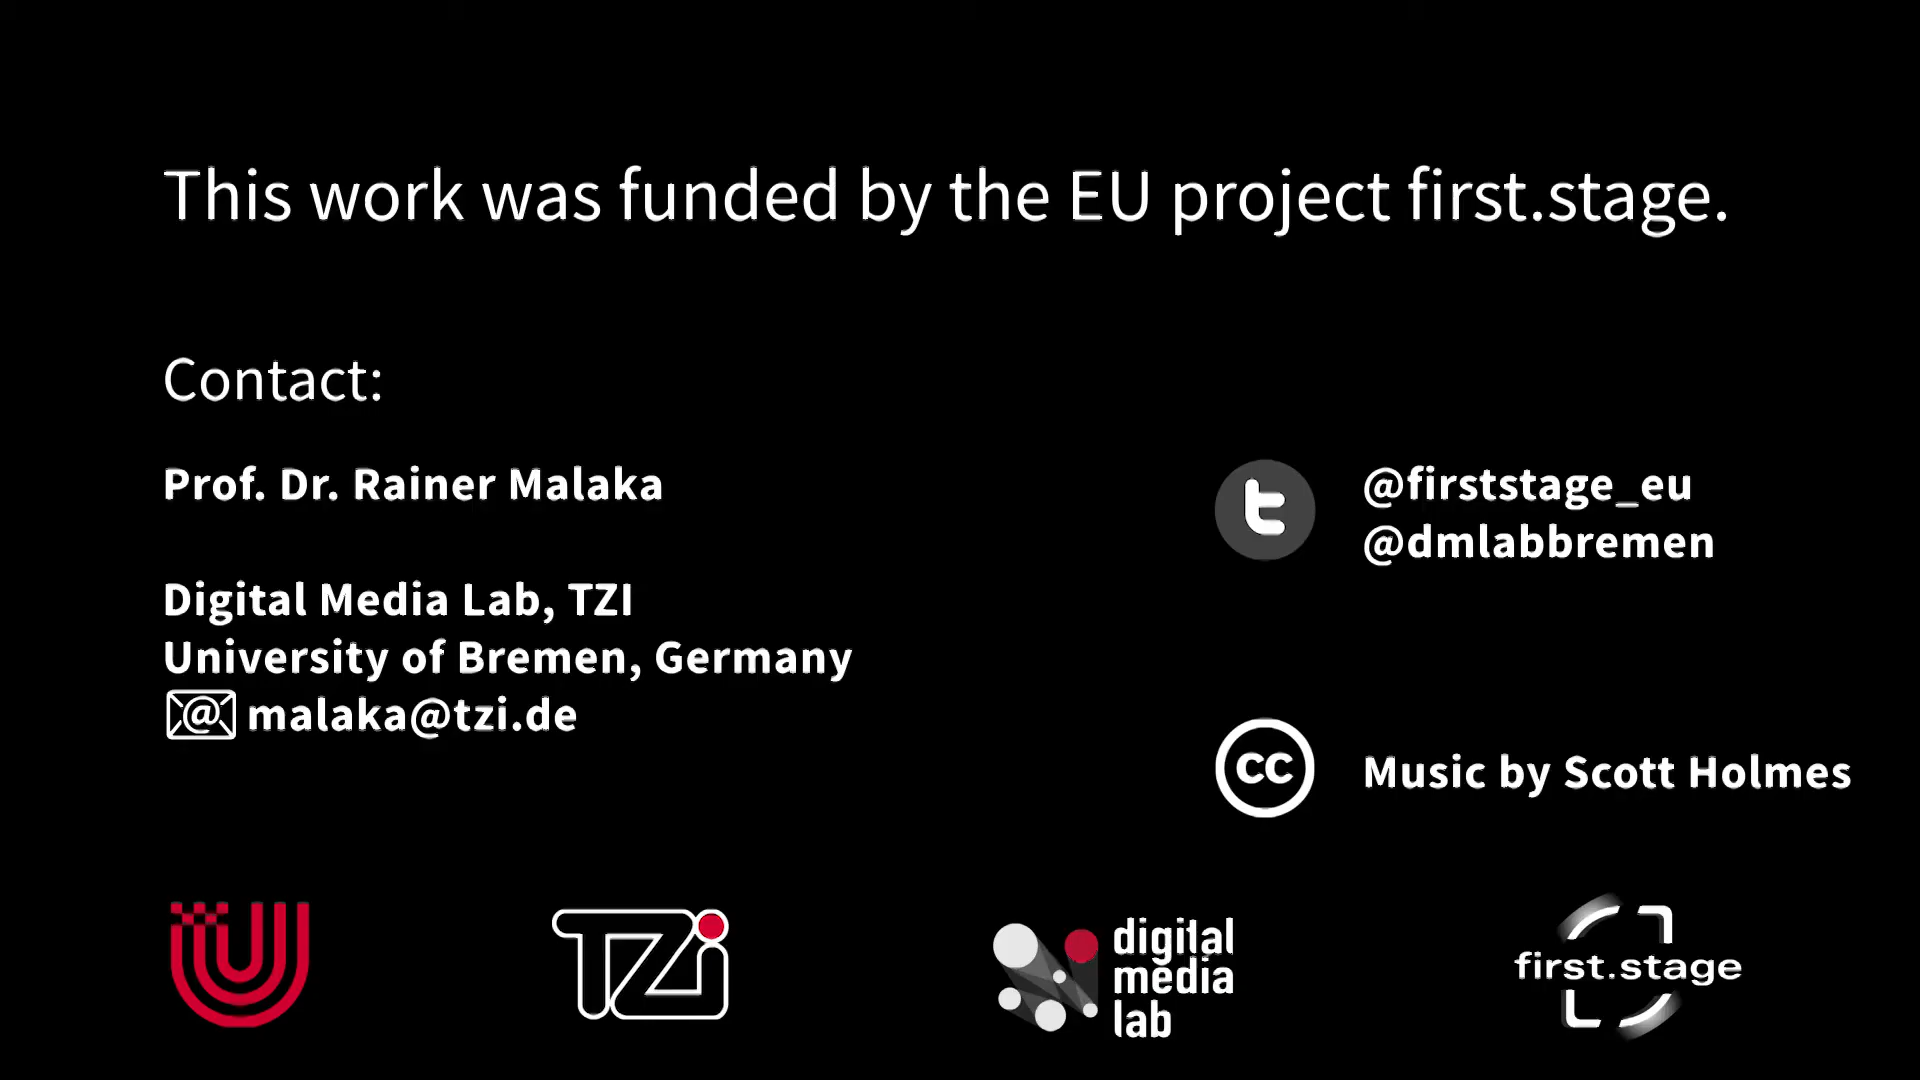 This work was funded by the EU project first.stage.
Contact:
Prof. Dr. Rainer Malaka
Digital Media Lab, TZI
University of Bremen, Germany
@ malaka@tzi.de
t
@firststage_eu
@dmlabbremen
cc
Music by Scott Holmes
U
TZi
digital
media
lab
first.stage